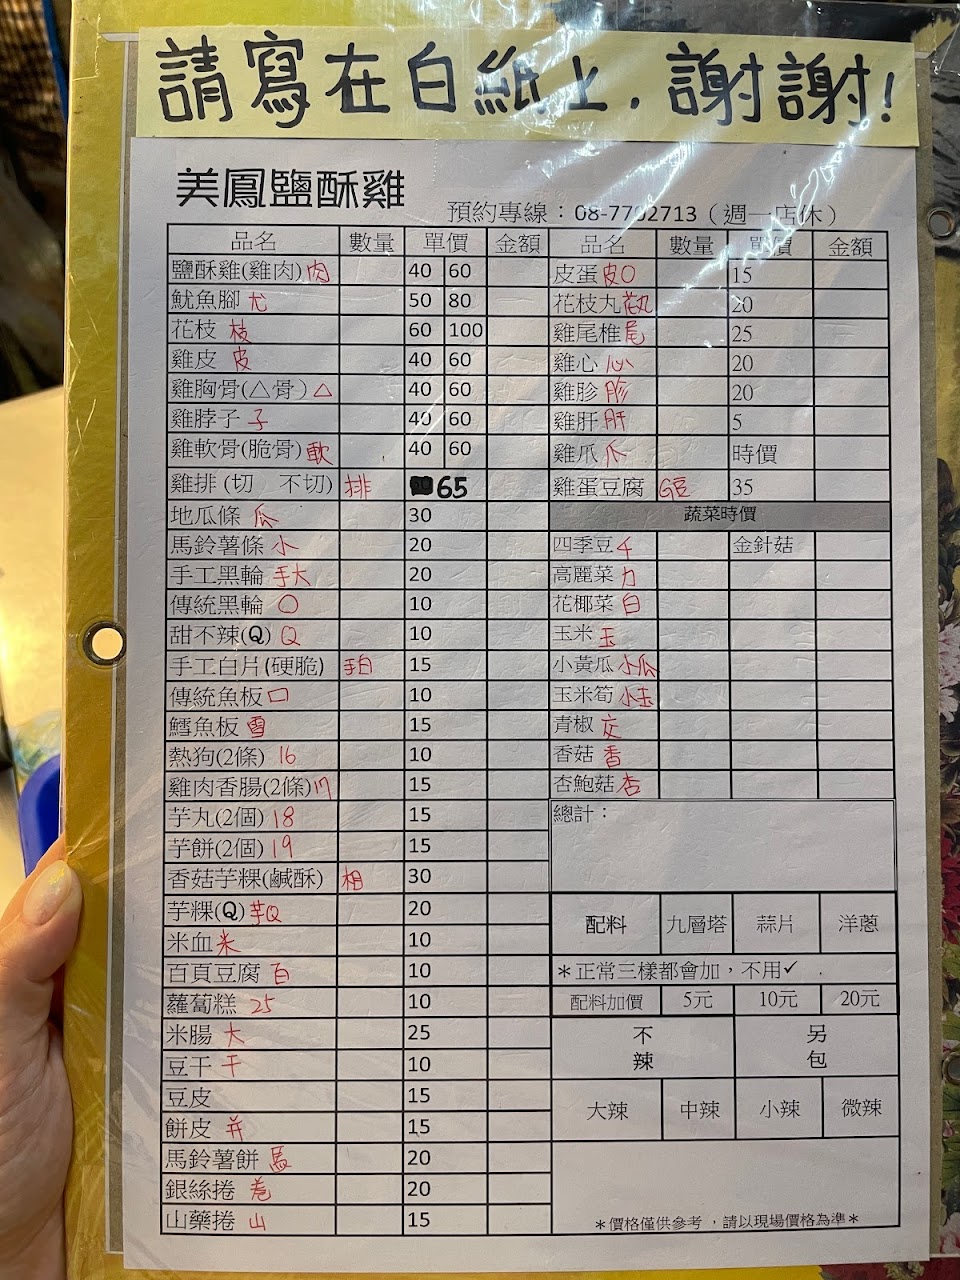 請寫在白紙上，謝謝！
美鳳鹽酥雞
預約專線：08-7792713（週一店休）
品名 數量 單價 金額 品名 數量 單價 金額
鹽酥雞(雞肉) 肉 40 60 皮蛋 皮O 15
魷魚腳 尤 50 80 花枝丸 花丸 20
花枝 枝 60 100 雞尾椎 尾 25
雞皮 皮 40 60 雞心 心 20
雞胸骨(△骨) △ 40 60 雞胗 胗 20
雞脖子 子 40 60 雞肝 肝 5
雞軟骨(脆骨) 軟 40 60 雞爪 爪 時價
雞排 (切 不切) 排 65 雞蛋豆腐 G豆 35
地瓜條 瓜 30 蔬菜時價
馬鈴薯條 小 20 四季豆 千 金針菇
手工黑輪 手大 20 高麗菜 力
傳統黑輪 〇 10 花椰菜 白
甜不辣(Q) Q 10 玉米 玉
手工白片(硬脆) 手白 15 小黃瓜 小瓜
傳統魚板 口 10 玉米筍 小玉
鱈魚板 雪 15 青椒
熱狗(2條) 16 10 香菇 香
雞肉香腸(2條) 17 15 杏鮑菇 杏
芋丸(2個) 18 15 總計：
芋餅(2個) 19 15
香菇芋粿(鹹酥) 相 30
芋粿(Q) 芋Q 20 配料 九層塔 蒜片 洋蔥
米血 米 10
百頁豆腐 百 10 ＊正常三樣都會加，不用✓ .
蘿蔔糕 25 10 配料加價 5元 10元 20元
米腸 大 25 不辣 另包
豆干 干 10
豆皮 15 大辣 中辣 小辣 微辣
餅皮 并 15
馬鈴薯餅 馬 20
銀絲捲 卷 20
山藥捲 山 15 ＊價格僅供參考，請以現場價格為準＊